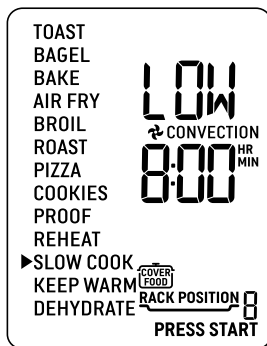 TOAST
BAGEL
BAKE
AIR FRY
BROIL
ROAST
PIZZA
COOKIES
PROOF
REHEAT
SLOW COOK
KEEP WARM
DEHYDRATE
LOW
CONVECTION
8:00 HR MIN
COVER FOOD
RACK POSITION 8
PRESS START